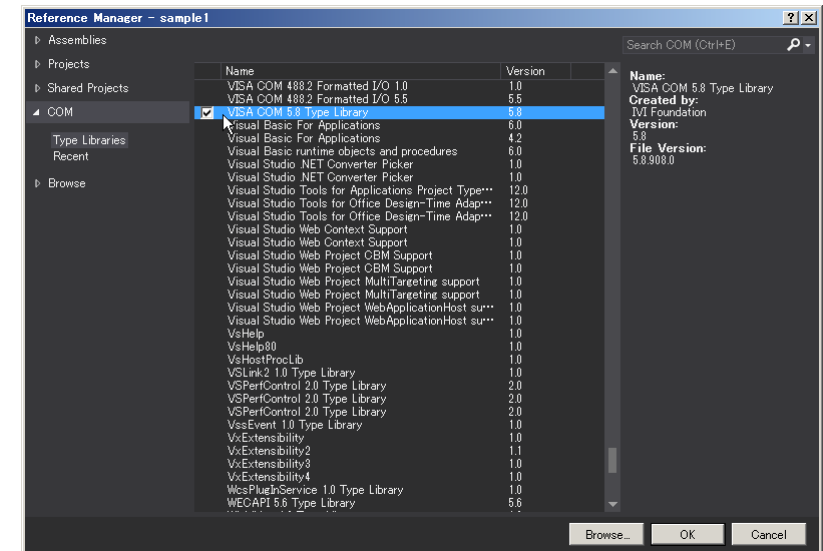 Reference Manager - sample1
Assemblies
Projects
Shared Projects
COM
Type Libraries
Recent
Browse
Search COM (Ctrl+E)
Name Version
VISA COM 488.2 Formatted I/O 1.0 1.0
VISA COM 488.2 Formatted I/O 5.5 5.5
VISA COM 5.8 Type Library 5.8
Visual Basic For Applications 6.0
Visual Basic For Applications 4.2
Visual Basic runtime objects and procedures 6.0
Visual Studio .NET Converter Picker 1.0
Visual Studio .NET Converter Picker 1.0
Visual Studio Tools for Applications Project Type… 12.0
Visual Studio Tools for Office Design-Time Adap… 12.0
Visual Studio Tools for Office Design-Time Adap… 12.0
Visual Studio Web Context Support 1.0
Visual Studio Web Context Support 1.0
Visual Studio Web Project CBM Support 1.0
Visual Studio Web Project CBM Support 1.0
Visual Studio Web Project MultiTargeting support 1.0
Visual Studio Web Project MultiTargeting support 1.0
Visual Studio Web Project WebApplicationHost su… 1.0
Visual Studio Web Project WebApplicationHost su… 1.0
VsHelp 1.0
VsHelp80 1.0
VsHostProcLib 1.0
VSLink2 1.0 Type Library 1.0
VSPerfControl 2.0 Type Library 2.0
VSPerfControl 2.0 Type Library 2.0
VSPerfControl 2.0 Type Library 2.0
VssEvent 1.0 Type Library 1.0
VxExtensibility 1.0
VxExtensibility2 1.1
VxExtensibility3 1.0
VxExtensibility4 1.0
WcsPlugInService 1.0 Type Library 1.0
WECAPI 5.6 Type Library 5.6
Name:
VISA COM 5.8 Type Library
Created by:
IVI Foundation
Version:
5.8
File Version:
5.8.908.0
Browse... OK Cancel